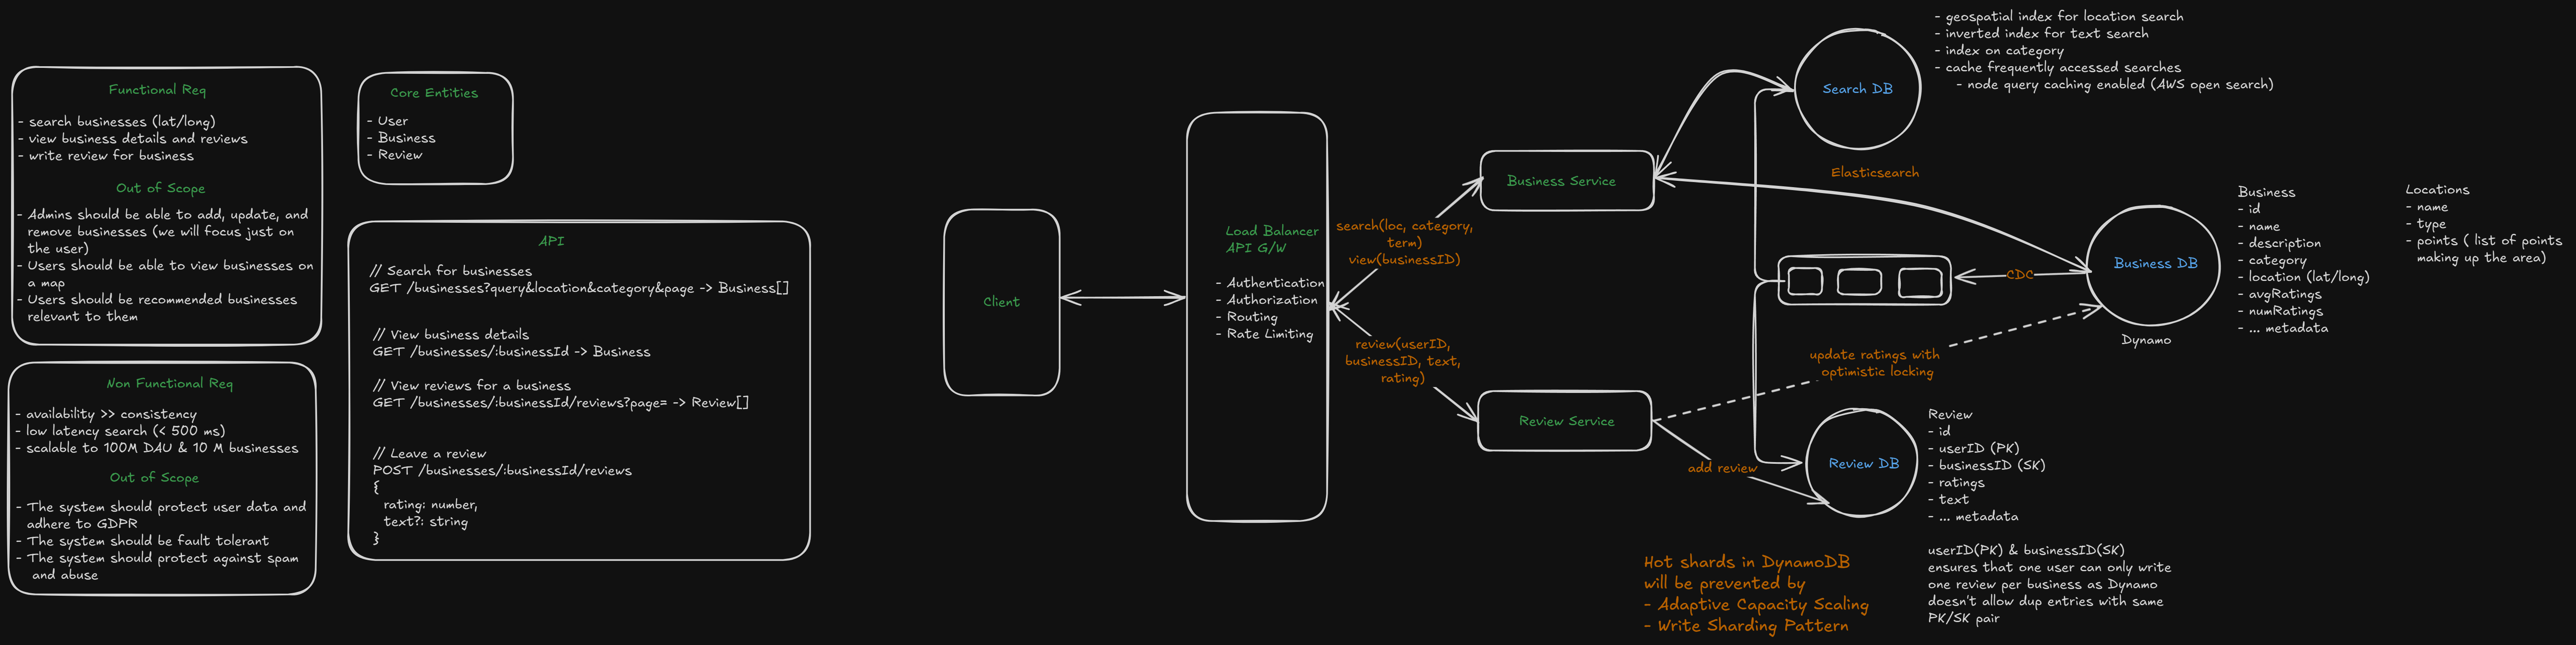 Functional Req
- search businesses (lat/long)
- view business details and reviews
- write review for business
Out of Scope
- Admins should be able to add, update, and
remove businesses (we will focus just on
the user)
- Users should be able to view businesses on
a map
- Users should be recommended businesses
relevant to them
Non Functional Req
- availability >> consistency
- low latency search (< 500 ms)
- scalable to 100M DAU & 10 M businesses
Out of Scope
- The system should protect user data and
adhere to GDPR
- The system should be fault tolerant
- The system should protect against spam
and abuse
Core Entities
- User
- Business
- Review
API
// Search for businesses
GET /businesses?query&location&category&page -> Business[]
// View business details
GET /businesses/:businessId -> Business
// View reviews for a business
GET /businesses/:businessId/reviews?page= -> Review[]
// Leave a review
POST /businesses/:businessId/reviews
{
rating: number,
text?: string
}
Client
Load Balancer
API G/W
- Authentication
- Authorization
- Routing
- Rate Limiting
search(loc, category,
term)
view(businessID)
review(userID,
businessID, text,
rating)
Business Service
Review Service
Search DB
- geospatial index for location search
- inverted index for text search
- index on category
- cache frequently accessed searches
- node query caching enabled (AWS open search)
Elasticsearch
CDC
update ratings with
optimistic locking
add review
Business DB
Dynamo
Business
- id
- name
- description
- category
- location (lat/long)
- avgRatings
- numRatings
- ... metadata
Locations
- name
- type
- points ( list of points
making up the area)
Review DB
Review
- id
- userID (PK)
- businessID (SK)
- ratings
- text
- ... metadata
userID(PK) & businessID(SK)
ensures that one user can only write
one review per business as Dynamo
doesn't allow dup entries with same
PK/SK pair
Hot shards in DynamoDB
will be prevented by
- Adaptive Capacity Scaling
- Write Sharding Pattern